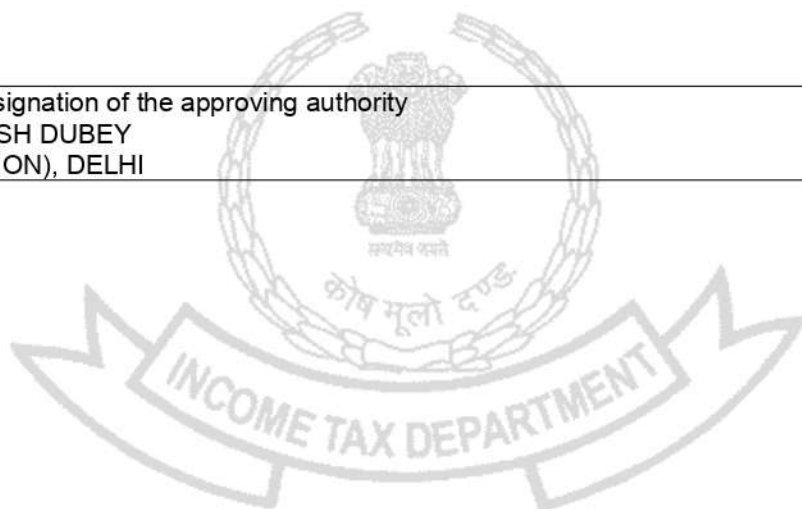 signation of the approving authority
SH DUBEY
ON), DELHI
सत्यमेव जयते
कोष मूलो दण्डः
INCOME TAX DEPARTMENT